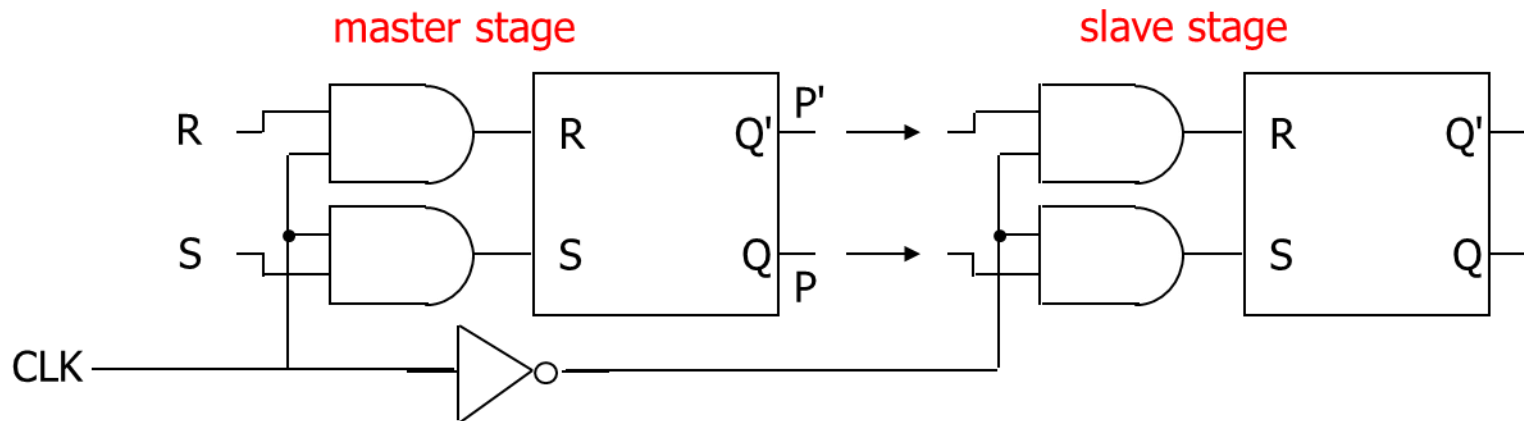 master stage
slave stage
R
R
Q'
P'
R
Q'
S
S
Q
P
S
Q
CLK